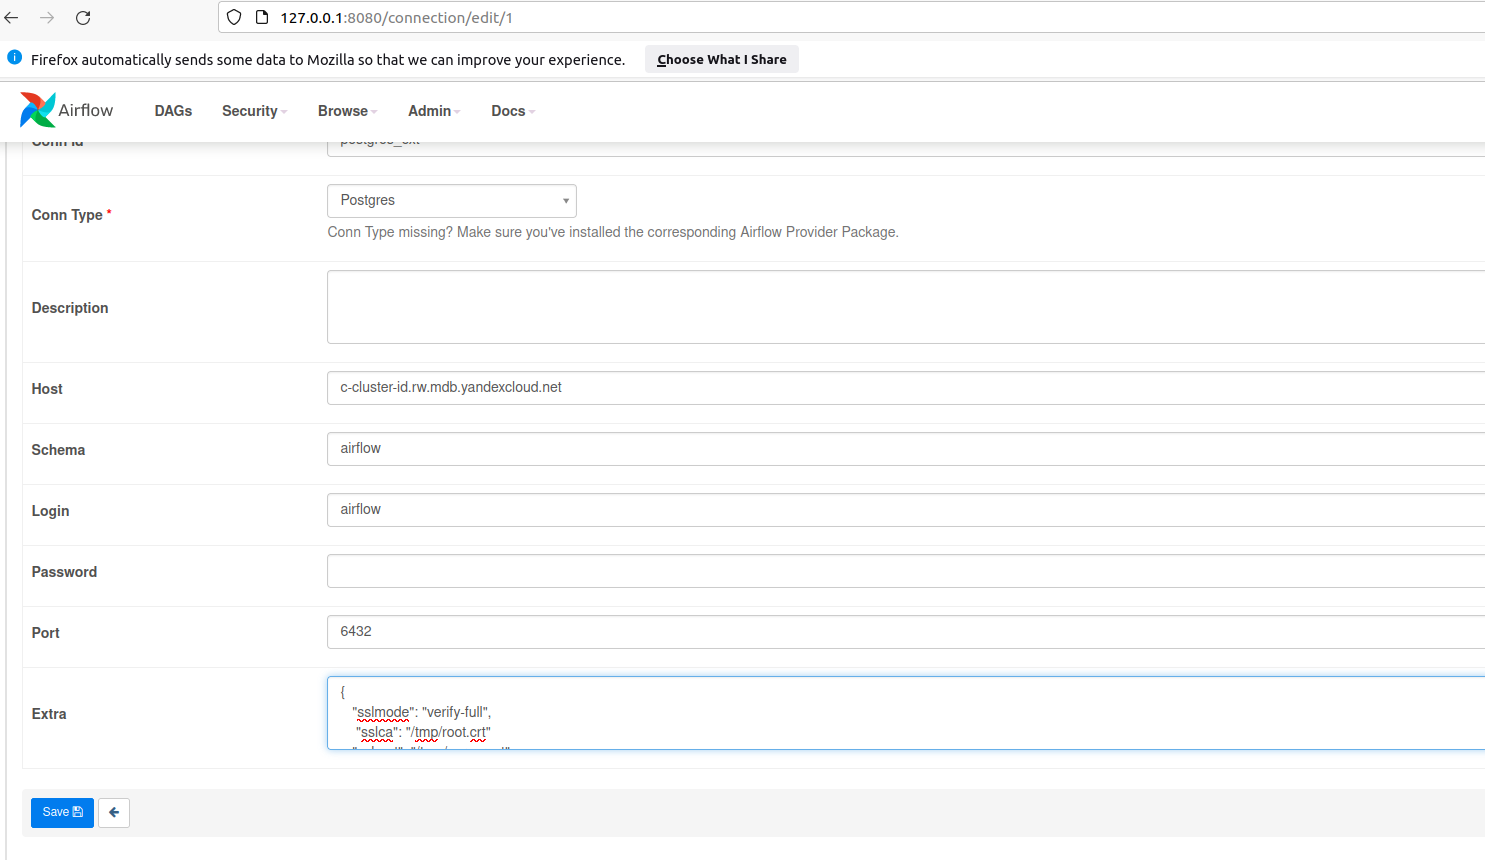 127.0.0.1:8080/connection/edit/1
Firefox automatically sends some data to Mozilla so that we can improve your experience. Choose What I Share
Airflow DAGs Security Browse Admin Docs
Conn Id postgres_ext
Conn Type * Postgres
Conn Type missing? Make sure you've installed the corresponding Airflow Provider Package.
Description
Host c-cluster-id.rw.mdb.yandexcloud.net
Schema airflow
Login airflow
Password
Port 6432
Extra
{
"sslmode": "verify-full",
"sslca": "/tmp/root.crt"
Save